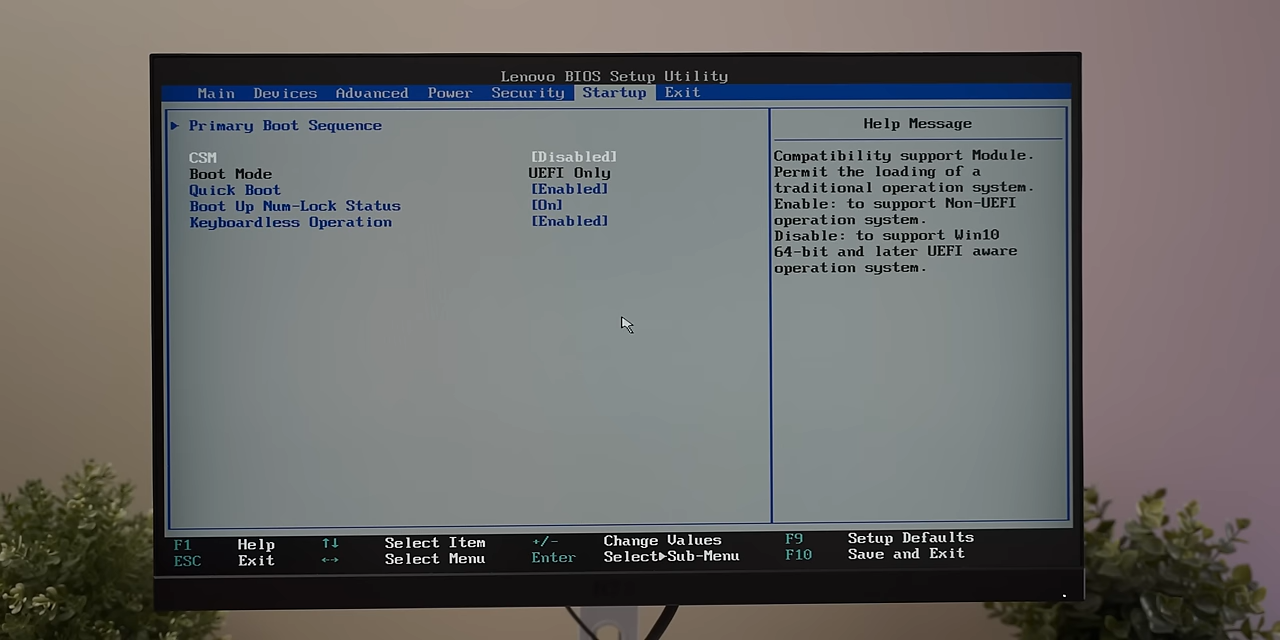 Lenovo BIOS Setup Utility
Main Devices Advanced Power Security Startup Exit
Primary Boot Sequence
CSM [Disabled]
Boot Mode UEFI Only
Quick Boot [Enabled]
Boot Up Num-Lock Status [On]
Keyboardless Operation [Enabled]
Help Message
Compatibility support Module.
Permit the loading of a
traditional operation system.
Enable: to support Non-UEFI
operation system.
Disable: to support Win10
64-bit and later UEFI aware
operation system.
F1 Help ↑↓ Select Item +/- Change Values F9 Setup Defaults
ESC Exit ←→ Select Menu Enter Select▶Sub-Menu F10 Save and Exit